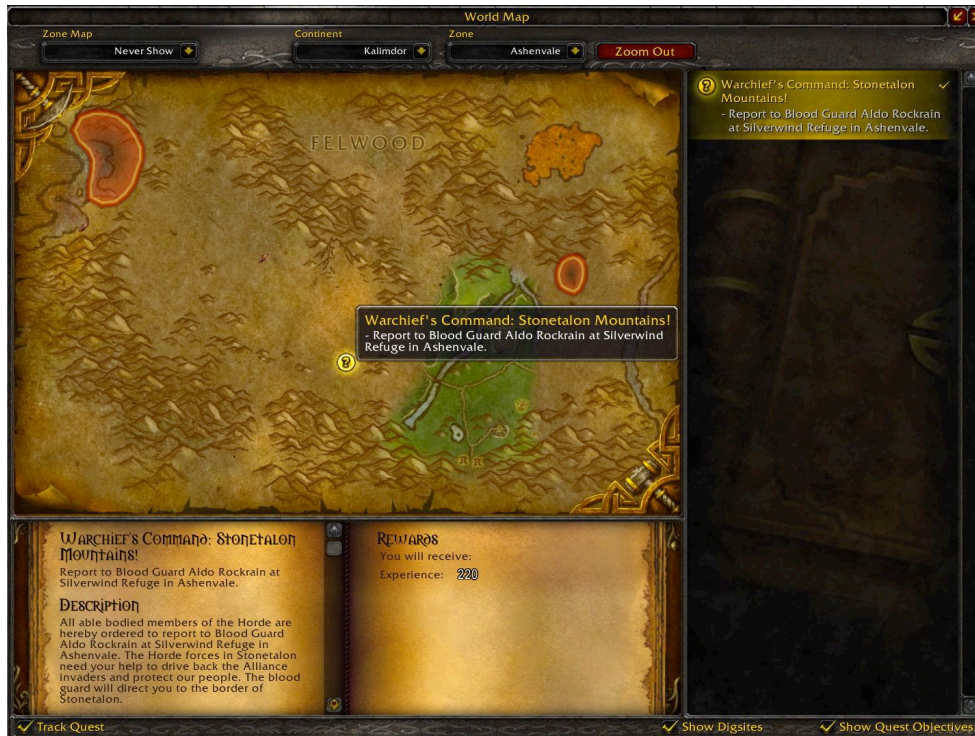 World Map
Zone Map
Continent
Zone
Never Show
Kalimdor
Ashenvale
Zoom Out
FELWOOD
Warchief's Command: Stonetalon Mountains!
- Report to Blood Guard Aldo Rockrain at Silverwind
Refuge in Ashenvale.
Warchief's Command: Stonetalon
Mountains!
- Report to Blood Guard Aldo Rockrain
at Silverwind Refuge in Ashenvale.
Warchief's Command: Stonetalon
Mountains!
Report to Blood Guard Aldo Rockrain at
Silverwind Refuge in Ashenvale.
Description
All able bodied members of the Horde are
hereby ordered to report to Blood Guard
Aldo Rockrain at Silverwind Refuge in
Ashenvale. The Horde forces in Stonetalon
need your help to drive back the Alliance
invaders and protect our people. The blood
guard will direct you to the border of
Stonetalon.
Rewards
You will receive:
Experience: 220
Track Quest
Show Digsites
Show Quest Objectives